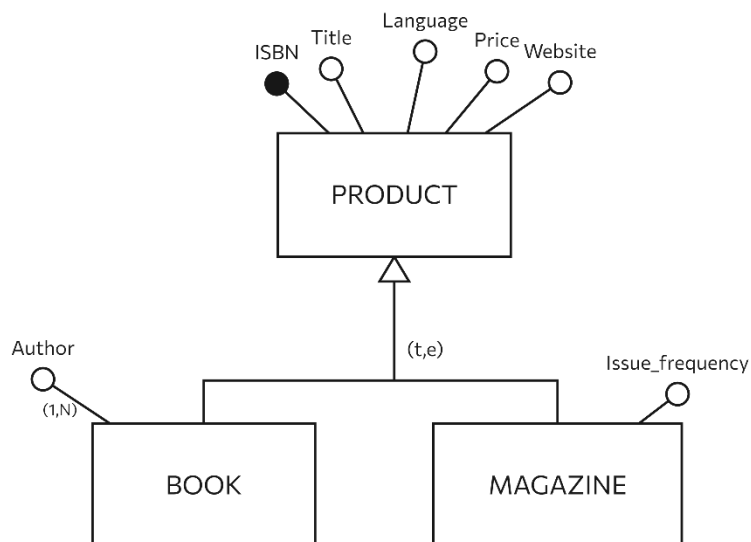 Language
Title
Price
ISBN
Website
PRODUCT
(t,e)
Author
Issue_frequency
(1,N)
BOOK
MAGAZINE